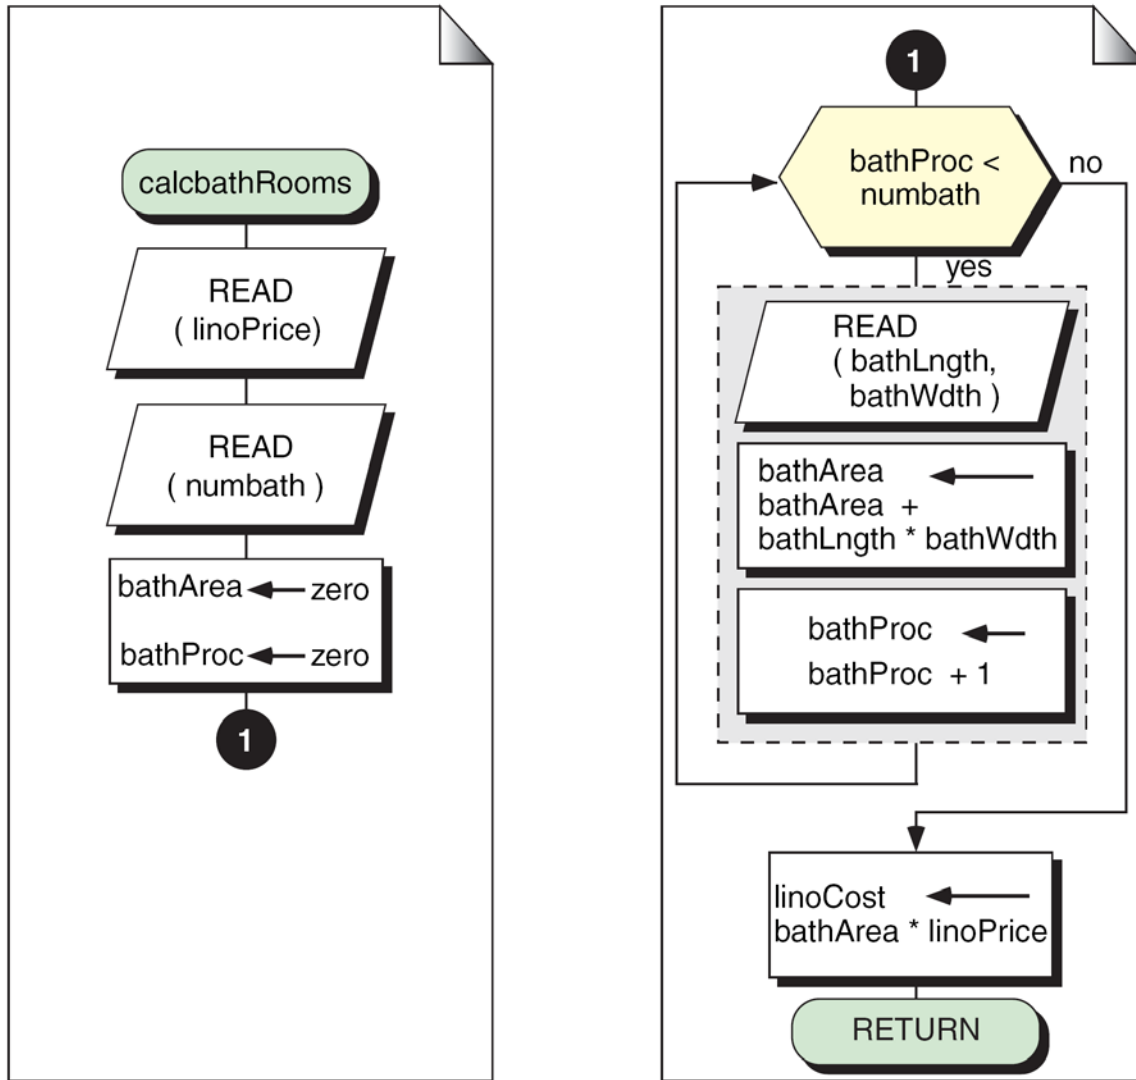 calcbathRooms
READ
( linoPrice)
READ
( numbath )
bathArea zero
bathProc zero
1
1
bathProc <
numbath
no
yes
READ
( bathLngth,
bathWdth )
bathArea
bathArea +
bathLngth * bathWdth
bathProc
bathProc + 1
linoCost
bathArea * linoPrice
RETURN